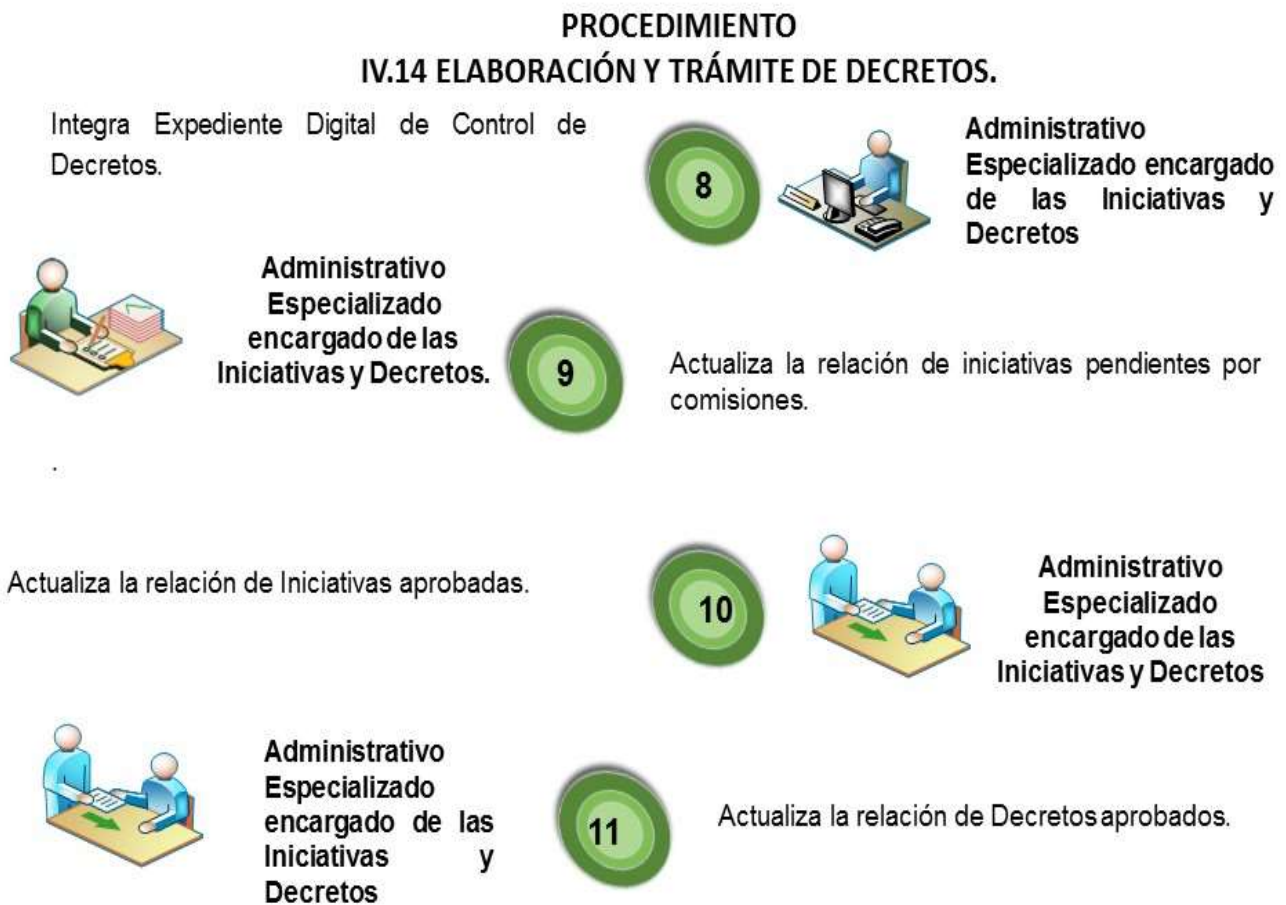 PROCEDIMIENTO
IV.14 ELABORACIÓN Y TRÁMITE DE DECRETOS.
Integra Expediente Digital de Control de
Decretos.
8
Administrativo
Especializado encargado
de las Iniciativas y
Decretos
Administrativo
Especializado
encargado de las
Iniciativas y Decretos.
9
Actualiza la relación de iniciativas pendientes por
comisiones.
.
Actualiza la relación de Iniciativas aprobadas.
10
Administrativo
Especializado
encargado de las
Iniciativas y Decretos
Administrativo
Especializado
encargado de las
Iniciativas y
Decretos
11
Actualiza la relación de Decretos aprobados.